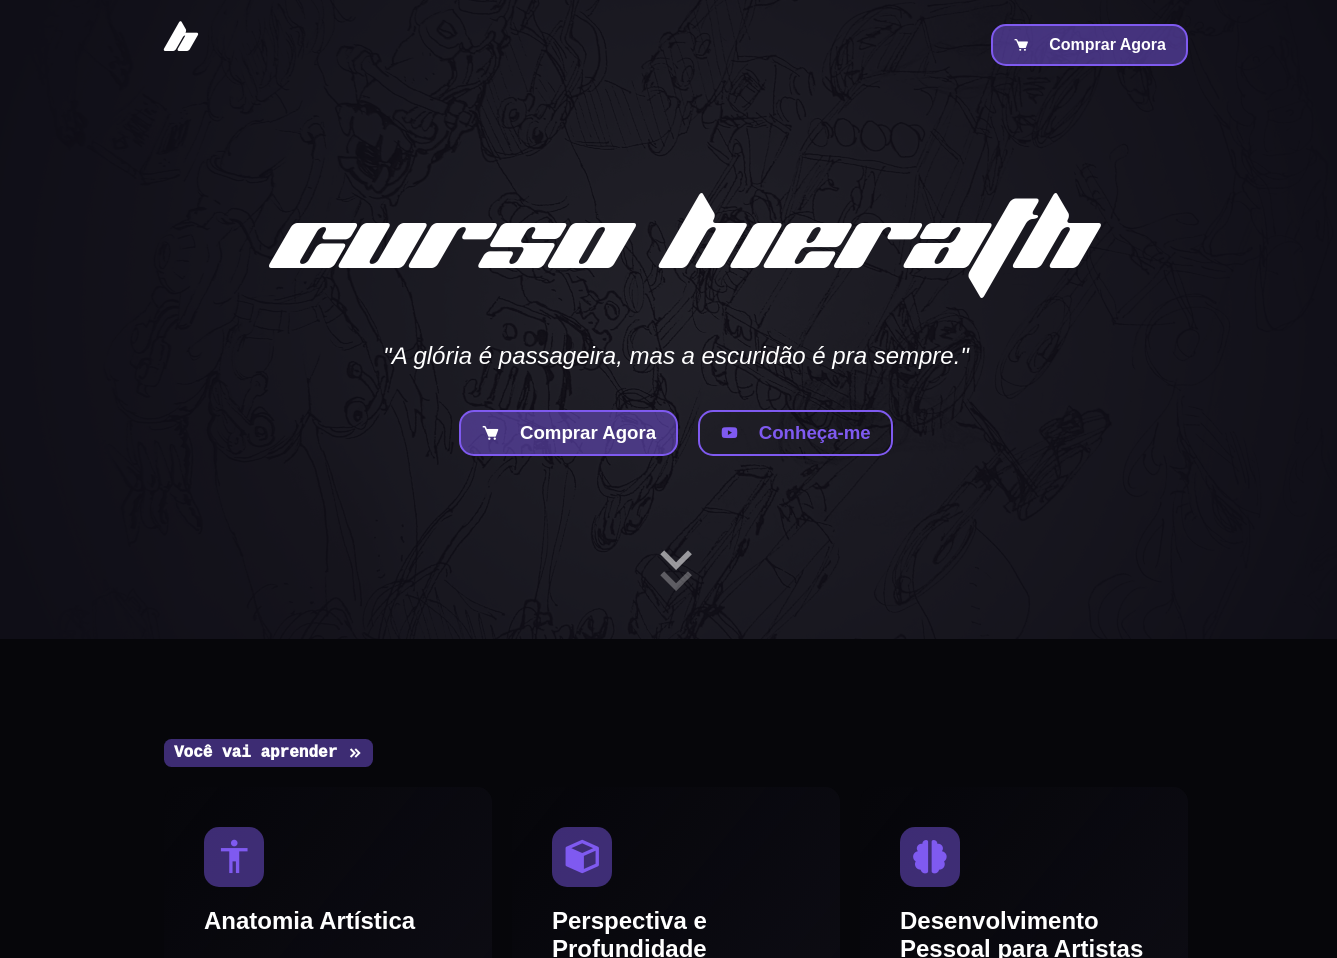 Comprar Agora
curso hierath
"A glória é passageira, mas a escuridão é pra sempre."
Comprar Agora
Conheça-me
Você vai aprender »
Anatomia Artística
Perspectiva e
Profundidade
Desenvolvimento
Pessoal para Artistas